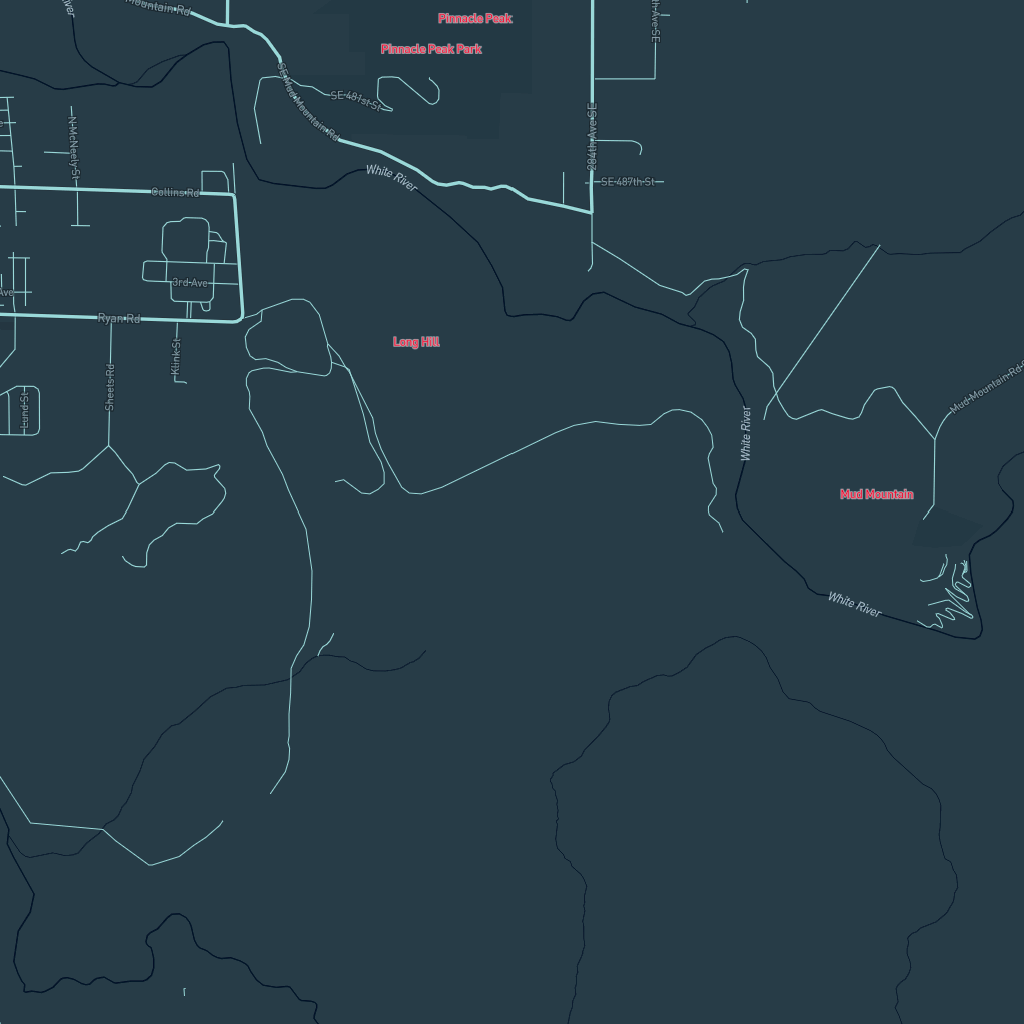 Mountain Rd
Pinnacle Peak
Pinnacle Peak Park
SE 481st St
SE Mud Mountain Rd
284th Ave SE
N McNeely St
White River
SE 487th St
Collins Rd
3rd Ave
Ave
Ryan Rd
Long Hill
Klink St
Sheets Rd
Lund St
Mud Mountain Rd
White River
Mud Mountain
White River